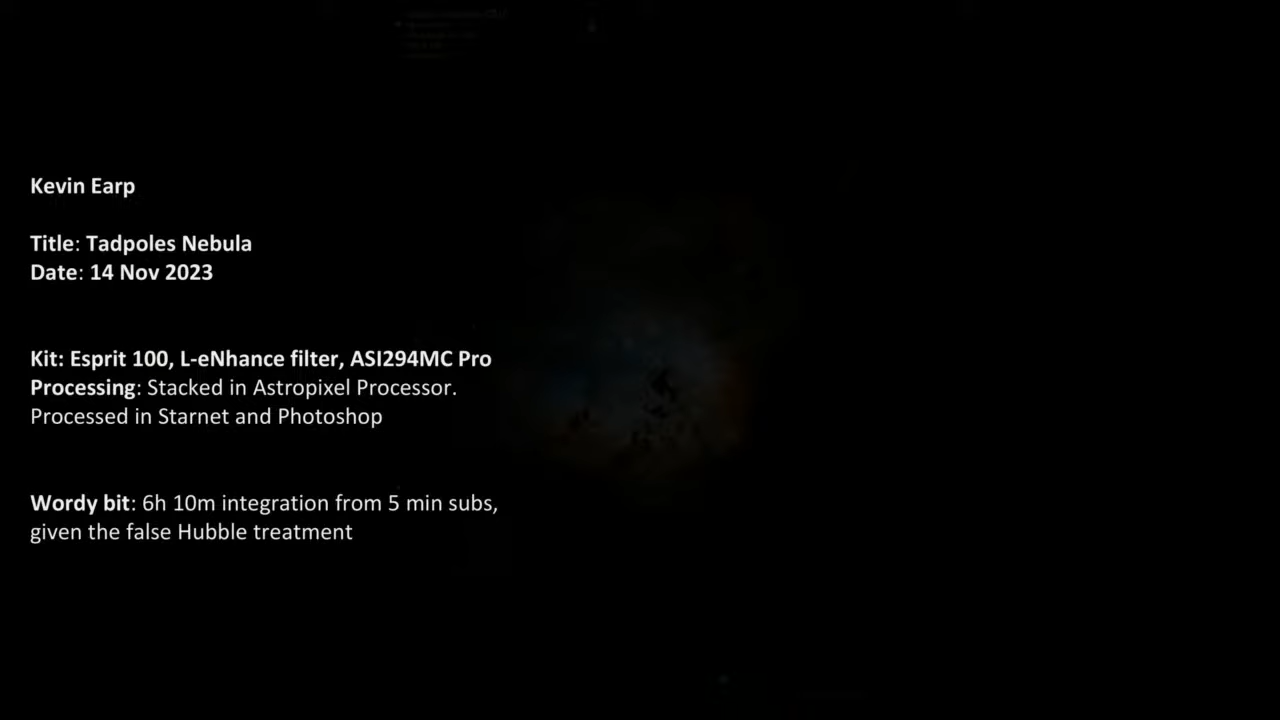 Kevin Earp
Title: Tadpoles Nebula
Date: 14 Nov 2023
Kit: Esprit 100, L-eNhance filter, ASI294MC Pro
Processing: Stacked in Astropixel Processor.
Processed in Starnet and Photoshop
Wordy bit: 6h 10m integration from 5 min subs,
given the false Hubble treatment